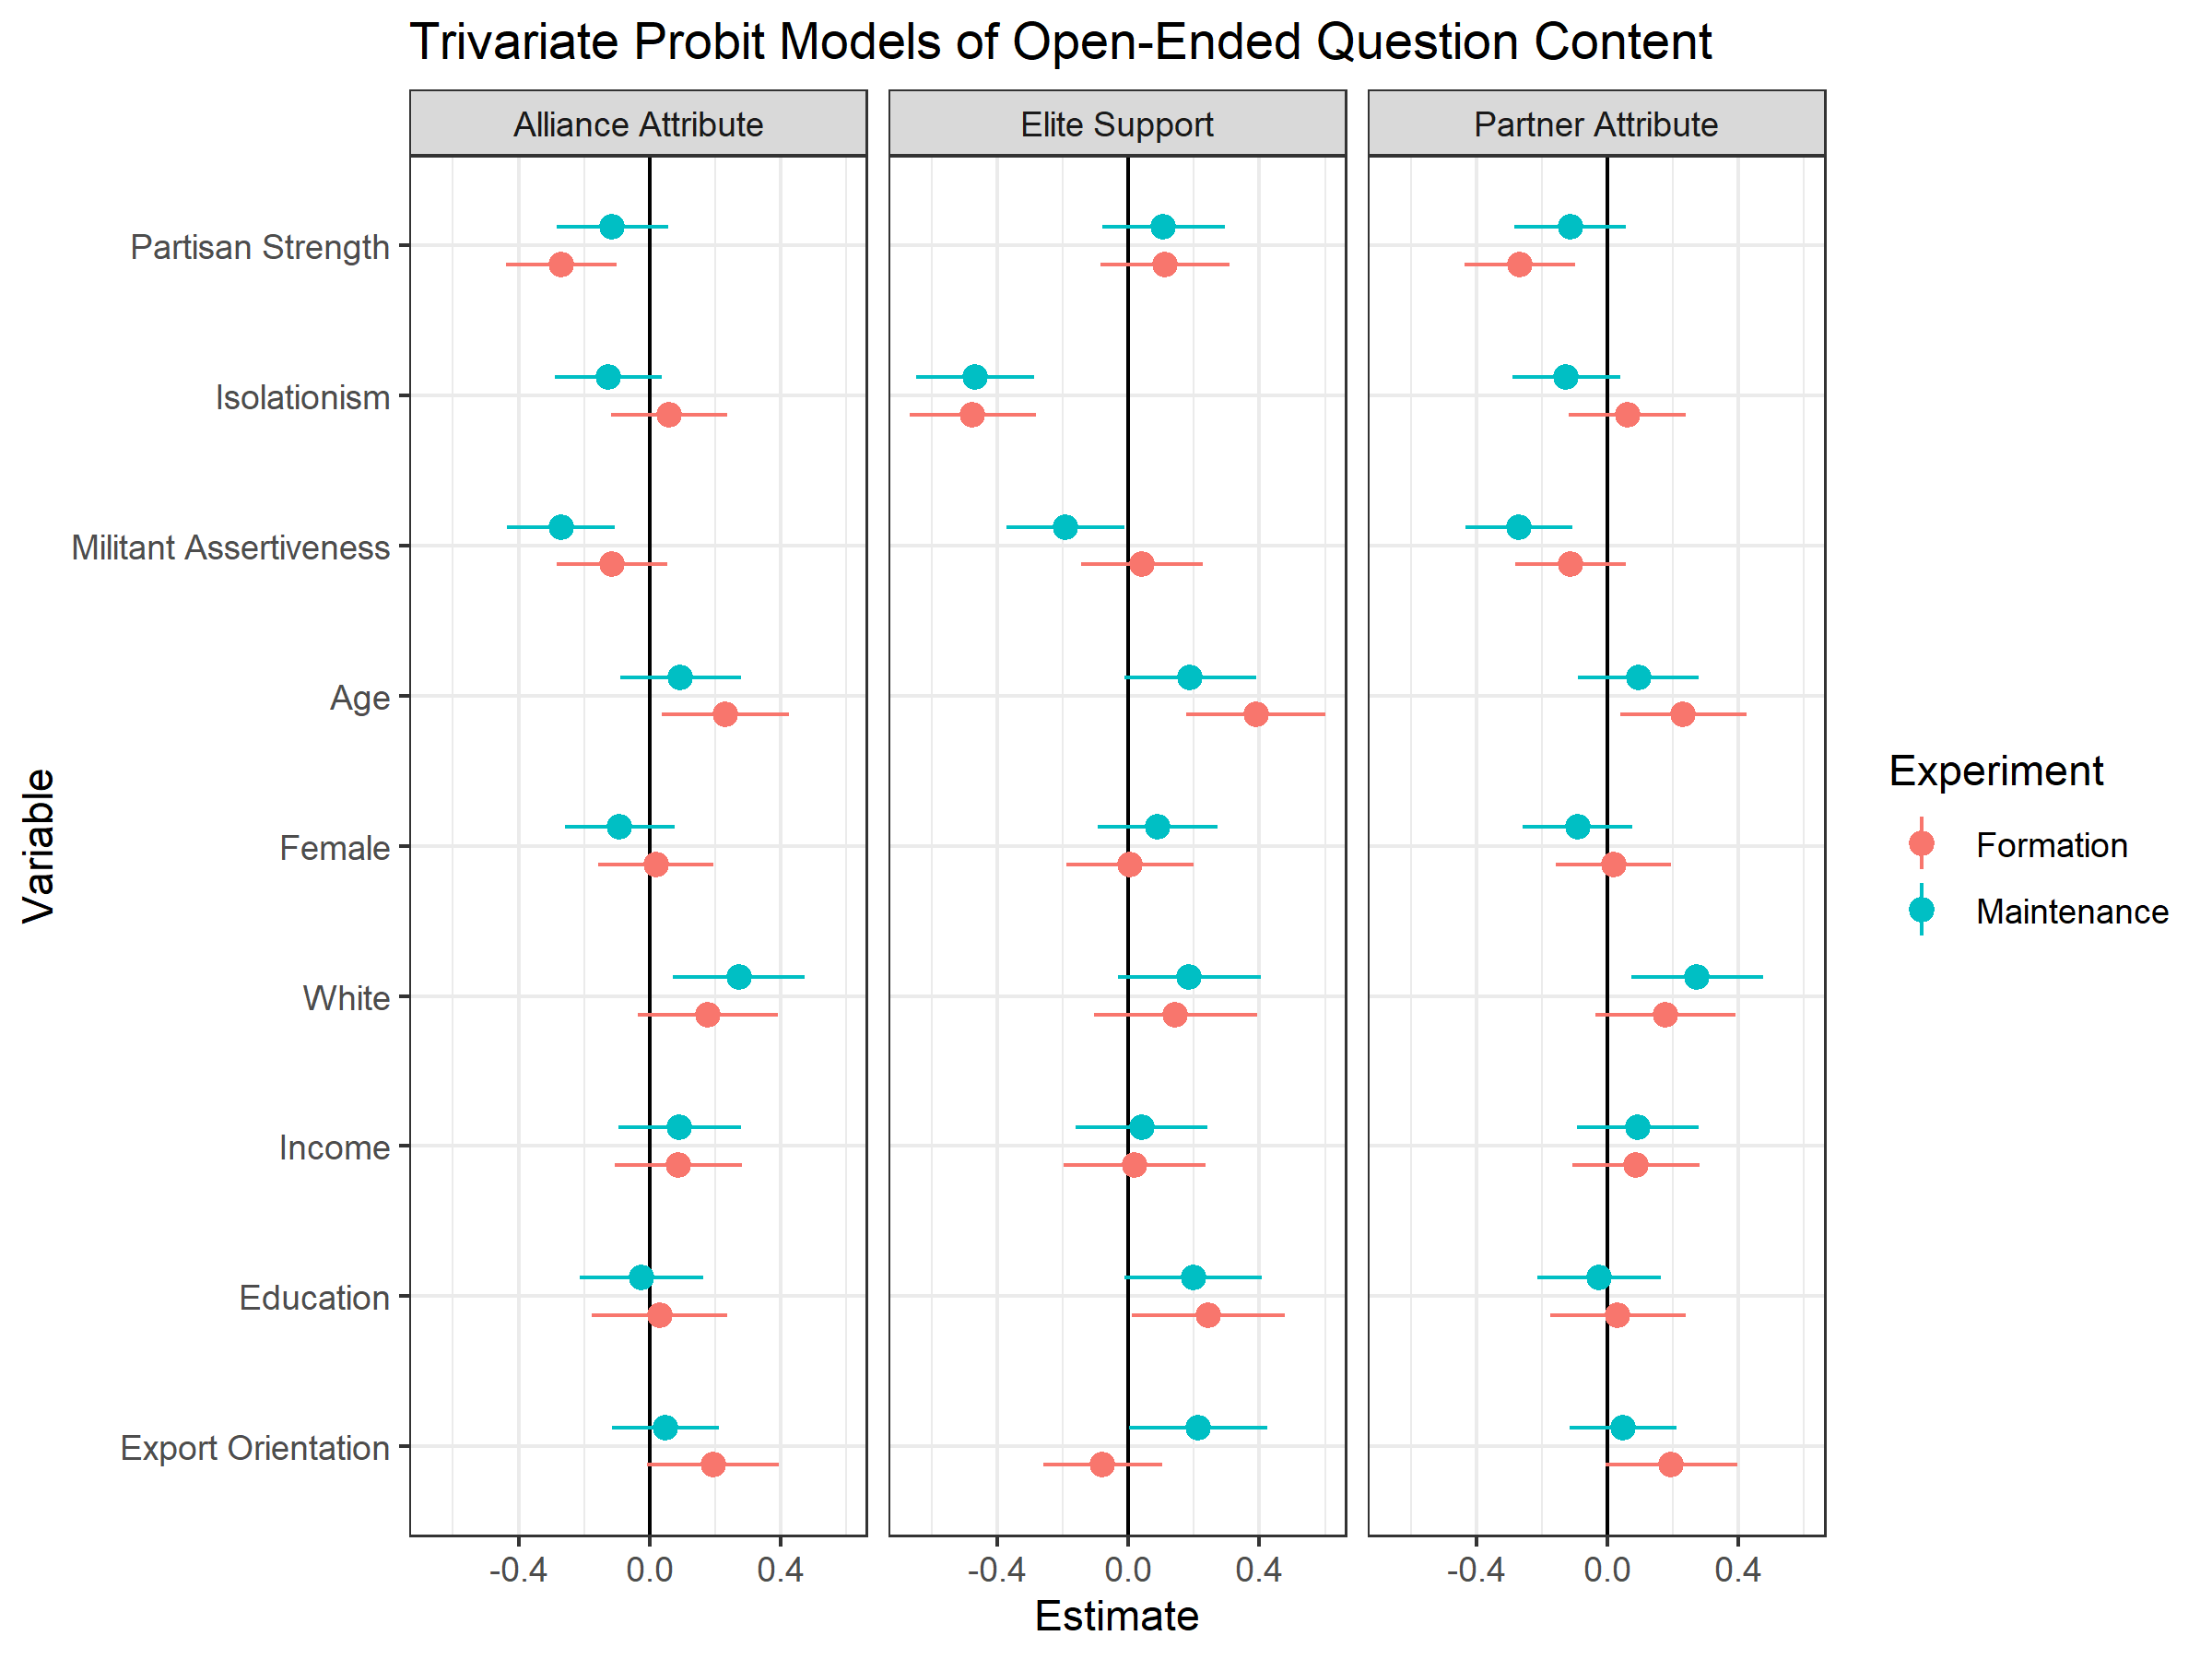 Trivariate Probit Models of Open-Ended Question Content
Alliance Attribute
Elite Support
Partner Attribute
Variable
Partisan Strength
Isolationism
Militant Assertiveness
Age
Female
White
Income
Education
Export Orientation
-0.4 0.0 0.4
-0.4 0.0 0.4
-0.4 0.0 0.4
Estimate
Experiment
Formation
Maintenance